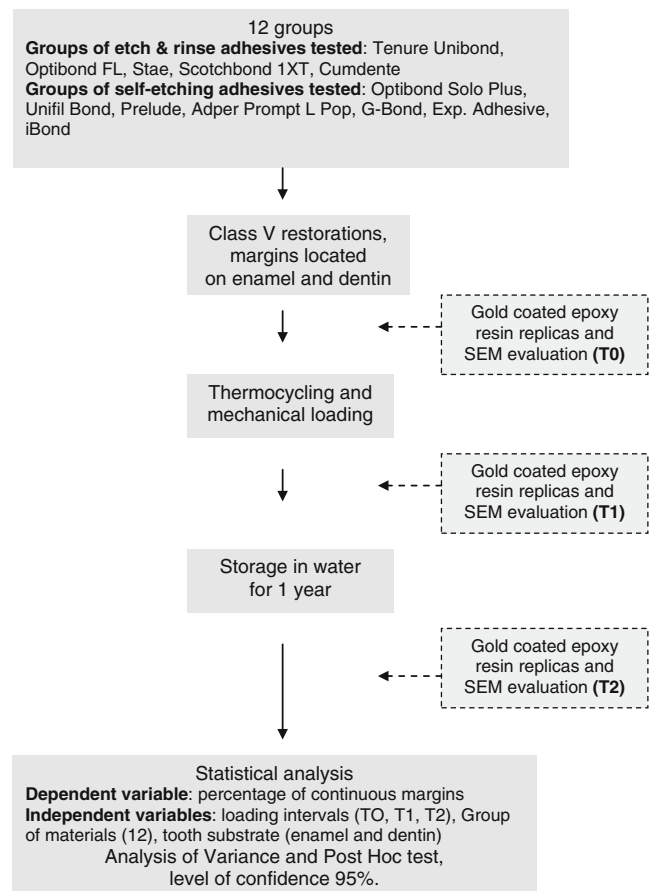 12 groups
Groups of etch & rinse adhesives tested: Tenure Unibond,
Optibond FL, Stae, Scotchbond 1XT, Cumdente
Groups of self-etching adhesives tested: Optibond Solo Plus,
Unifil Bond, Prelude, Adper Prompt L Pop, G-Bond, Exp. Adhesive,
iBond
Class V restorations,
margins located
on enamel and dentin
Gold coated epoxy
resin replicas and
SEM evaluation (T0)
Thermocycling and
mechanical loading
Gold coated epoxy
resin replicas and
SEM evaluation (T1)
Storage in water
for 1 year
Gold coated epoxy
resin replicas and
SEM evaluation (T2)
Statistical analysis
Dependent variable: percentage of continuous margins
Independent variables: loading intervals (TO, T1, T2), Group
of materials (12), tooth substrate (enamel and dentin)
Analysis of Variance and Post Hoc test,
level of confidence 95%.